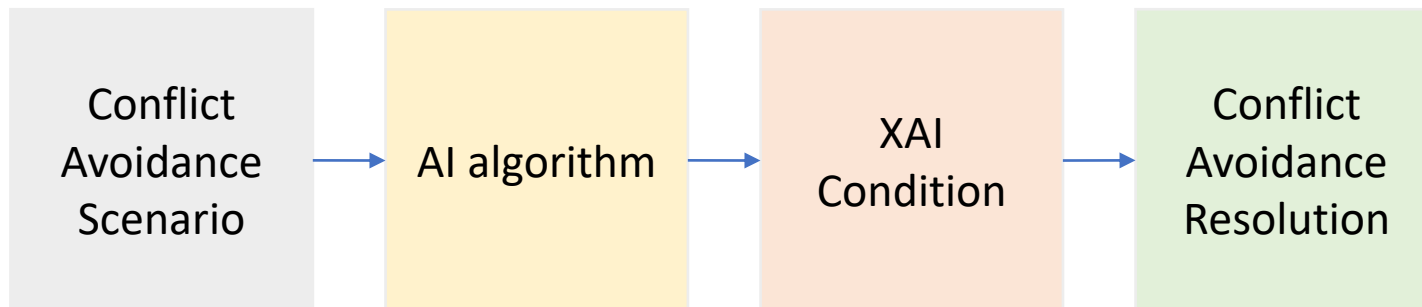 Conflict
Avoidance
Scenario
AI algorithm
XAI
Condition
Conflict
Avoidance
Resolution